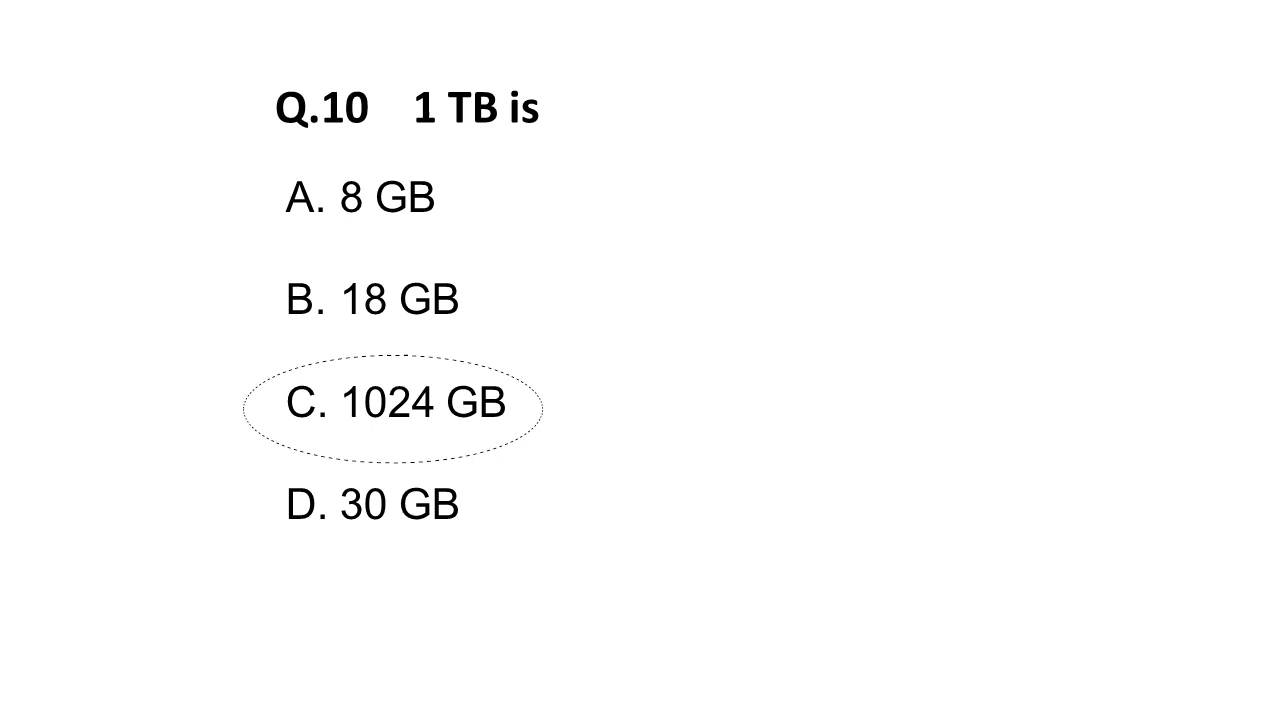 Q.10 1 TB is
A. 8 GB
B. 18 GB
C. 1024 GB
D. 30 GB